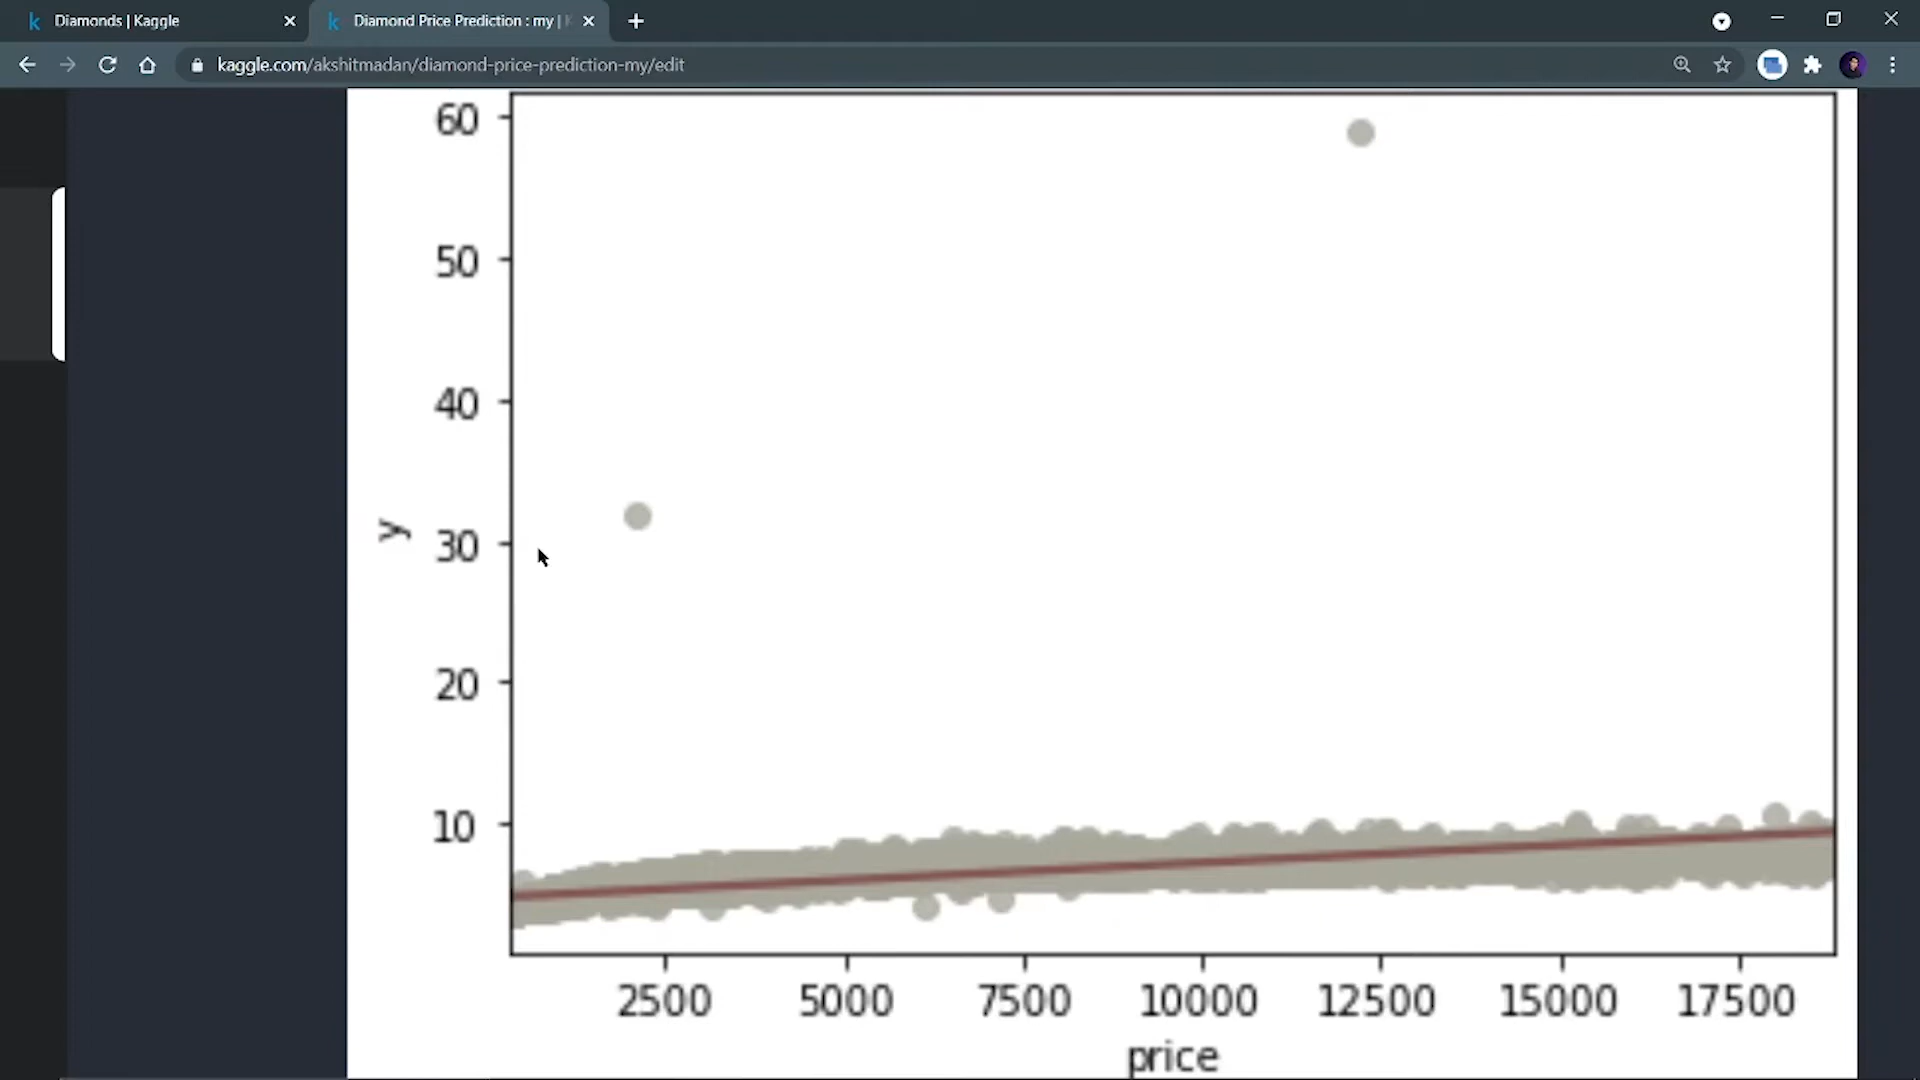 Diamonds | Kaggle
Diamond Price Prediction : my |
kaggle.com/akshitmadan/diamond-price-prediction-my/edit
60
50
40
30
20
10
y
2500 5000 7500 10000 12500 15000 17500
price